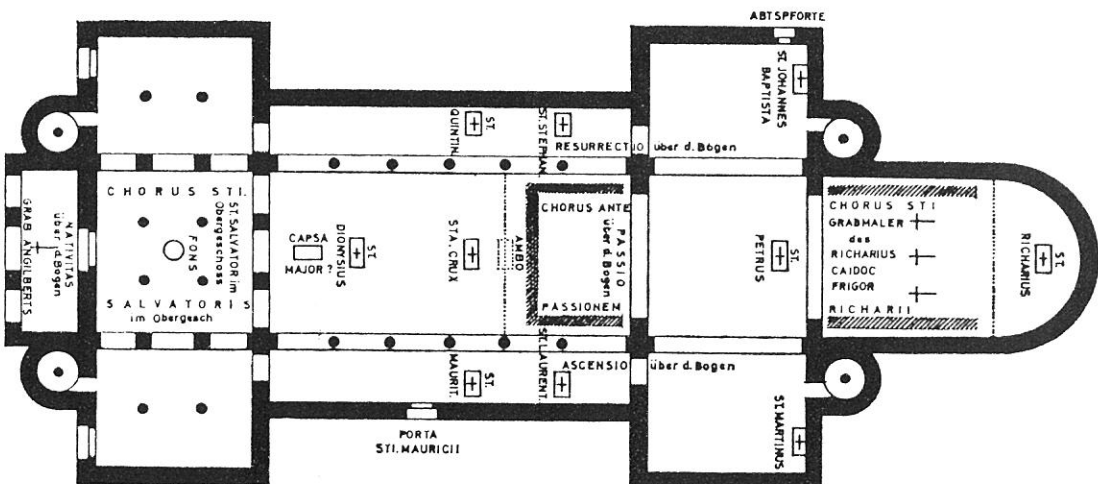 ABTSPFORTE
ST. JOHANNES
BAPTISTA
ST.
QUINTIN
ST. STEPHAN
RESURRECTUO über d. Bogen
NATIVITAS
über d. Bogen
GRAB ANGILBERTS
CHORUS STI.
ST. SALVATOR im
Obergeschoss
FONS
SALVATORIS
im Obergesch
CAPSA
MAJOR?
ST
DIONYSIUS
STA. CRUX
AMBO
CHORUS ANTE
PASSIO
über d. Bogen
PASSIONEM
ST.
PETRUS
CHORUS STI
GRABMALER
des
RICHARIUS
CAIDOC
FRIGOR
RICHARII
ST.
RICHARIUS
ST.
MAURIT.
ST. LAURENT.
ASCENSIO über d. Bogen
ST. MARTINUS
PORTA
STI. MAURICII